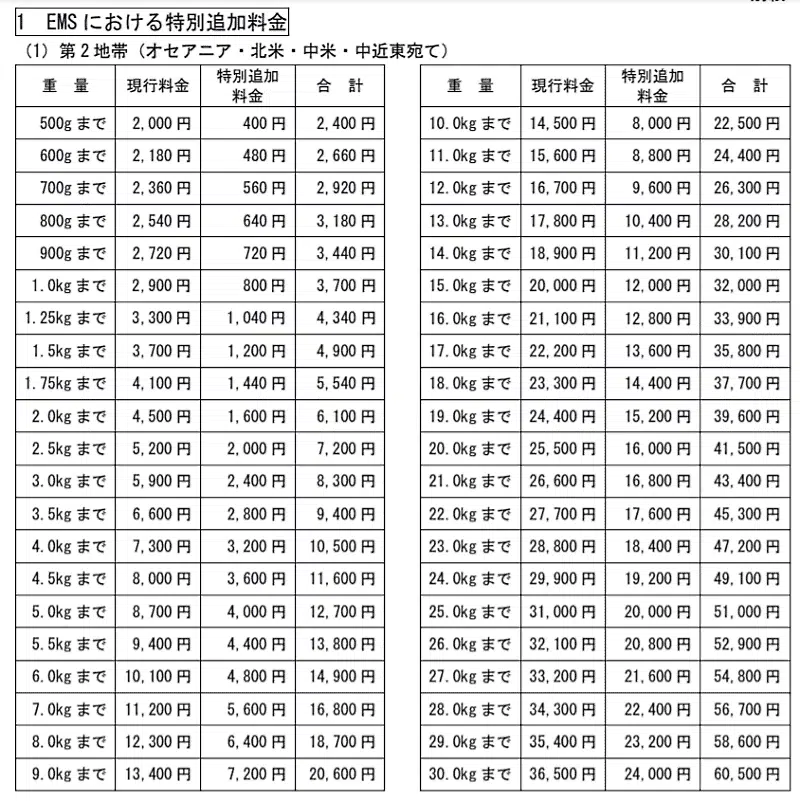 1 EMSにおける特別追加料金
(1) 第2地帯（オセアニア・北米・中米・中近東宛て）
重 量 現行料金 特別追加料金 合 計
500gまで 2,000円 400円 2,400円
600gまで 2,180円 480円 2,660円
700gまで 2,360円 560円 2,920円
800gまで 2,540円 640円 3,180円
900gまで 2,720円 720円 3,440円
1.0kgまで 2,900円 800円 3,700円
1.25kgまで 3,300円 1,040円 4,340円
1.5kgまで 3,700円 1,200円 4,900円
1.75kgまで 4,100円 1,440円 5,540円
2.0kgまで 4,500円 1,600円 6,100円
2.5kgまで 5,200円 2,000円 7,200円
3.0kgまで 5,900円 2,400円 8,300円
3.5kgまで 6,600円 2,800円 9,400円
4.0kgまで 7,300円 3,200円 10,500円
4.5kgまで 8,000円 3,600円 11,600円
5.0kgまで 8,700円 4,000円 12,700円
5.5kgまで 9,400円 4,400円 13,800円
6.0kgまで 10,100円 4,800円 14,900円
7.0kgまで 11,200円 5,600円 16,800円
8.0kgまで 12,300円 6,400円 18,700円
9.0kgまで 13,400円 7,200円 20,600円
重 量 現行料金 特別追加料金 合 計
10.0kgまで 14,500円 8,000円 22,500円
11.0kgまで 15,600円 8,800円 24,400円
12.0kgまで 16,700円 9,600円 26,300円
13.0kgまで 17,800円 10,400円 28,200円
14.0kgまで 18,900円 11,200円 30,100円
15.0kgまで 20,000円 12,000円 32,000円
16.0kgまで 21,100円 12,800円 33,900円
17.0kgまで 22,200円 13,600円 35,800円
18.0kgまで 23,300円 14,400円 37,700円
19.0kgまで 24,400円 15,200円 39,600円
20.0kgまで 25,500円 16,000円 41,500円
21.0kgまで 26,600円 16,800円 43,400円
22.0kgまで 27,700円 17,600円 45,300円
23.0kgまで 28,800円 18,400円 47,200円
24.0kgまで 29,900円 19,200円 49,100円
25.0kgまで 31,000円 20,000円 51,000円
26.0kgまで 32,100円 20,800円 52,900円
27.0kgまで 33,200円 21,600円 54,800円
28.0kgまで 34,300円 22,400円 56,700円
29.0kgまで 35,400円 23,200円 58,600円
30.0kgまで 36,500円 24,000円 60,500円